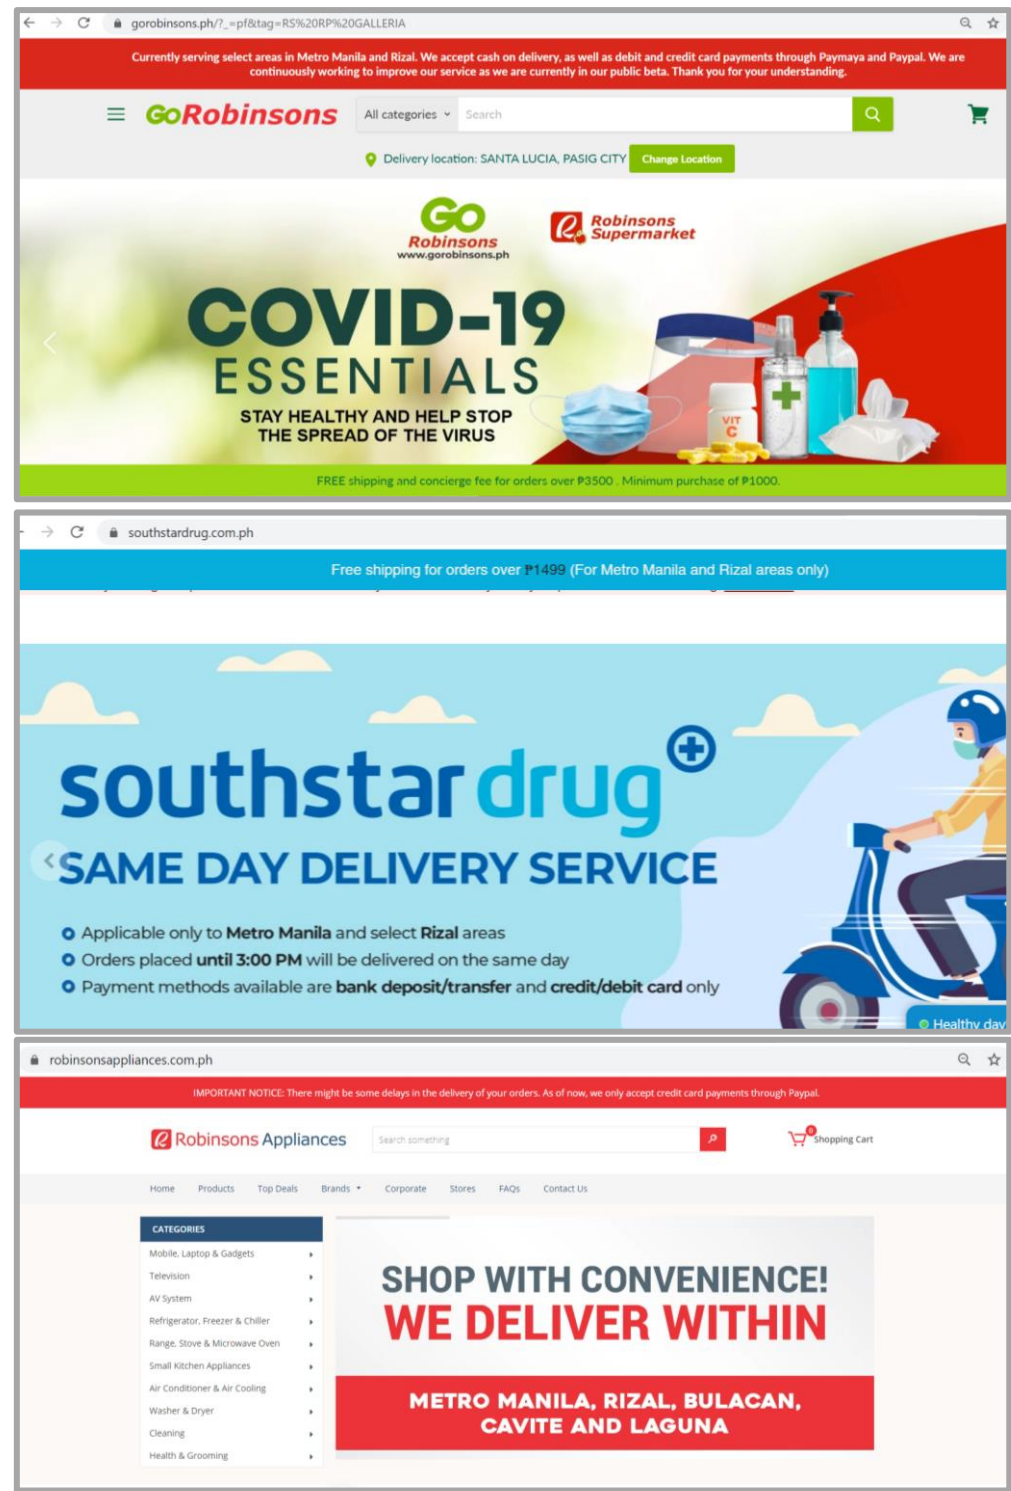 gorobinsons.ph/?_=pf&tag=RS%20RP%20GALLERIA
Currently serving select areas in Metro Manila and Rizal. We accept cash on delivery, as well as debit and credit card payments through Paymaya and Paypal. We are
continuously working to improve our service as we are currently in our public beta. Thank you for your understanding.
GoRobinsons
All categories
Search
Delivery location: SANTA LUCIA, PASIG CITY
Change Location
GO
Robinsons
www.gorobinsons.ph
Robinsons
Supermarket
COVID-19
ESSENTIALS
STAY HEALTHY AND HELP STOP
THE SPREAD OF THE VIRUS
VIT
C
FREE shipping and concierge fee for orders over ₱3500 . Minimum purchase of ₱1000.
southstardrug.com.ph
Free shipping for orders over ₱1499 (For Metro Manila and Rizal areas only)
southstardrug
SAME DAY DELIVERY SERVICE
Applicable only to Metro Manila and select Rizal areas
Orders placed until 3:00 PM will be delivered on the same day
Payment methods available are bank deposit/transfer and credit/debit card only
Healthy day
robinsonsappliances.com.ph
IMPORTANT NOTICE: There might be some delays in the delivery of your orders. As of now, we only accept credit card payments through Paypal.
Robinsons Appliances
Search something
0
Shopping Cart
Home Products Top Deals Brands Corporate Stores FAQs Contact Us
CATEGORIES
Mobile, Laptop & Gadgets
Television
AV System
Refrigerator, Freezer & Chiller
Range, Stove & Microwave Oven
Small Kitchen Appliances
Air Conditioner & Air Cooling
Washer & Dryer
Cleaning
Health & Grooming
SHOP WITH CONVENIENCE!
WE DELIVER WITHIN
METRO MANILA, RIZAL, BULACAN,
CAVITE AND LAGUNA